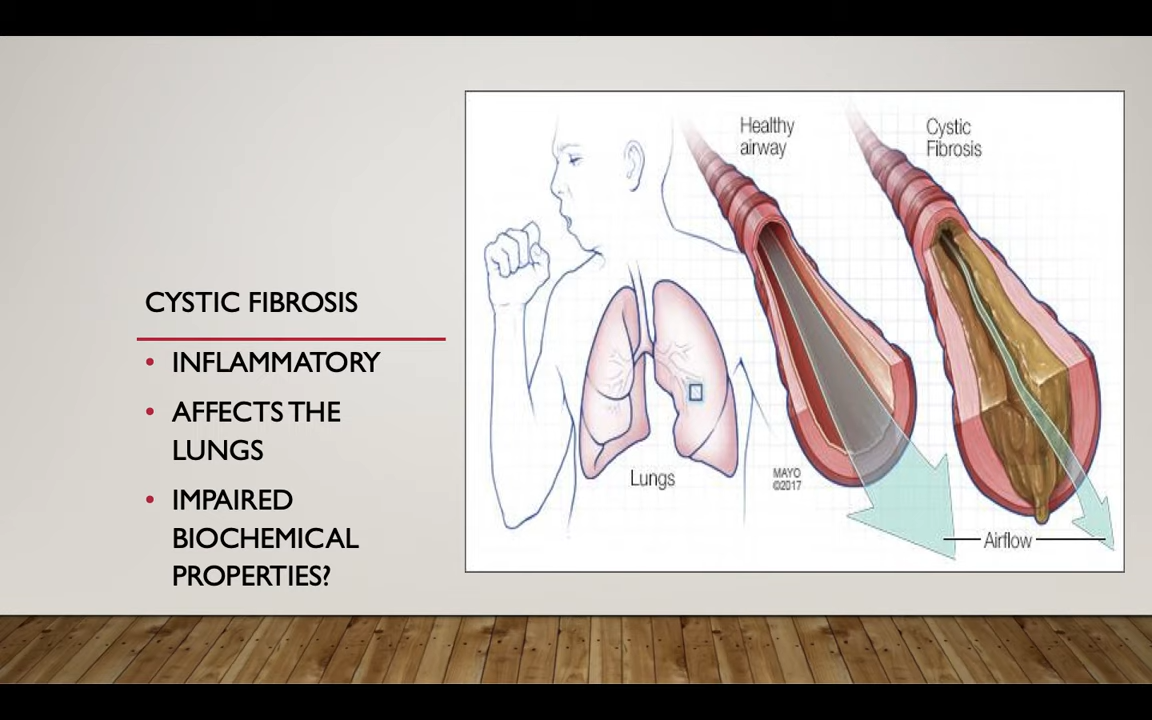 CYSTIC FIBROSIS
• INFLAMMATORY
• AFFECTS THE
LUNGS
• IMPAIRED
BIOCHEMICAL
PROPERTIES?
Healthy
airway
Cystic
Fibrosis
Lungs
MAYO
©2017
Airflow